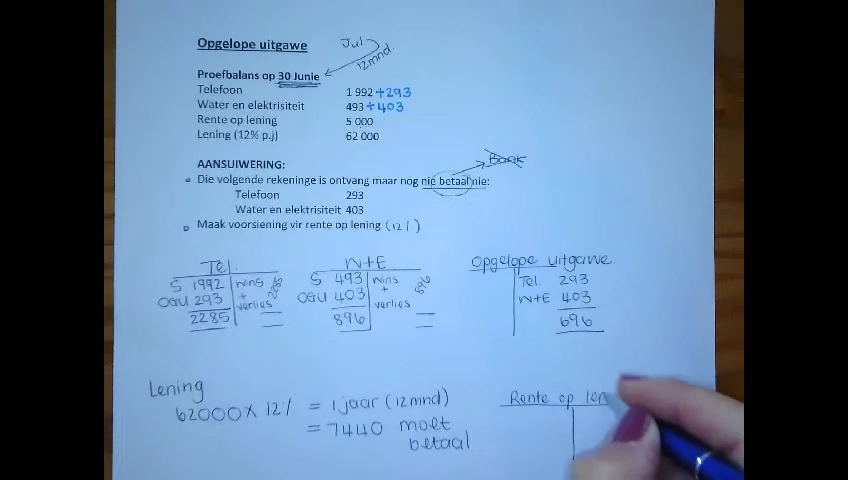 Opgelope uitgawe
Jul
12mnd.
Proefbalans op 30 Junie
Telefoon 1 992 +293
Water en elektrisiteit 493 +403
Rente op lening 5 000
Lening (12% p.j) 62 000
AANSUIWERING:
Bank
Die volgende rekeninge is ontvang maar nog nie betaal nie:
Telefoon 293
Water en elektrisiteit 403
Maak voorsiening vir rente op lening (12%)
Tel.
S 1992 wins 2285
OGU 293 + verlies
2285
W+E
S 493 wins 896
OGU 403 + verlies
896
Opgelope uitgawe
Tel. 293
W+E 403
696
Lening
62000 x 12% = 1 jaar (12mnd)
= 7440 moet
betaal
Rente op len